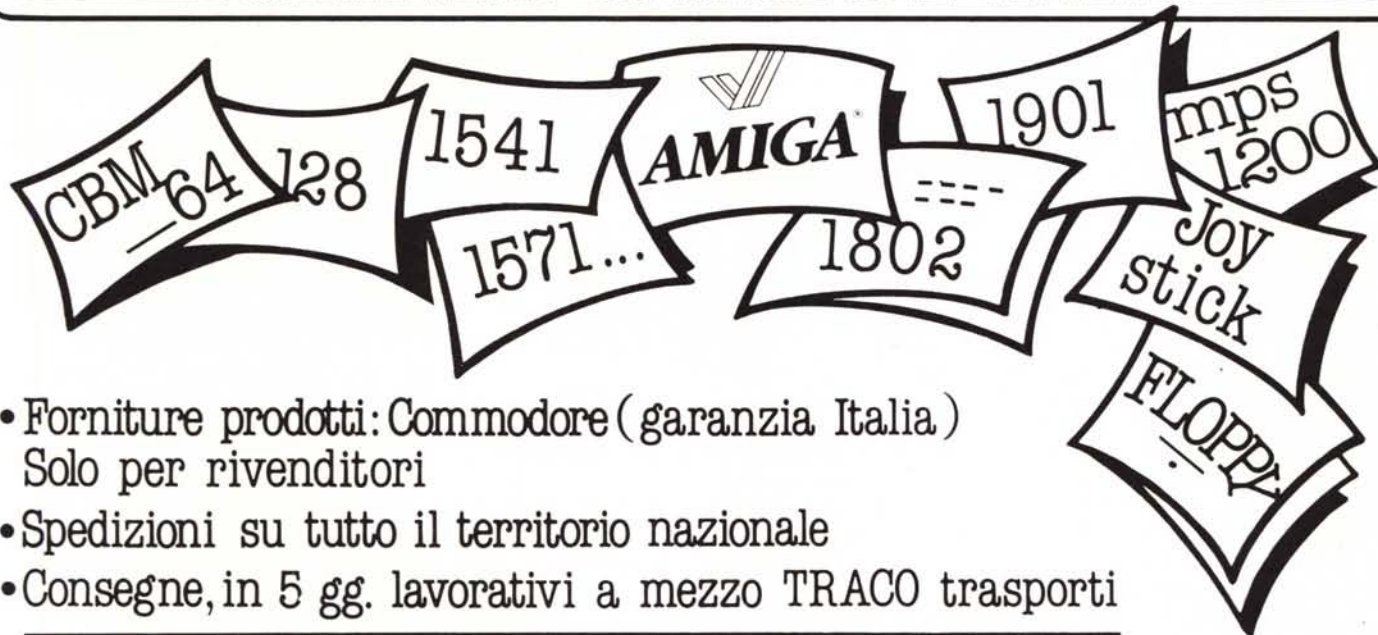 CBM
64
128
1541
1571...
AMIGA
1802
1901
mps
1200
Joy
stick
FLOPPY
• Forniture prodotti: Commodore (garanzia Italia)
Solo per rivenditori
• Spedizioni su tutto il territorio nazionale
• Consegne, in 5 gg. lavorativi a mezzo TRACO trasporti